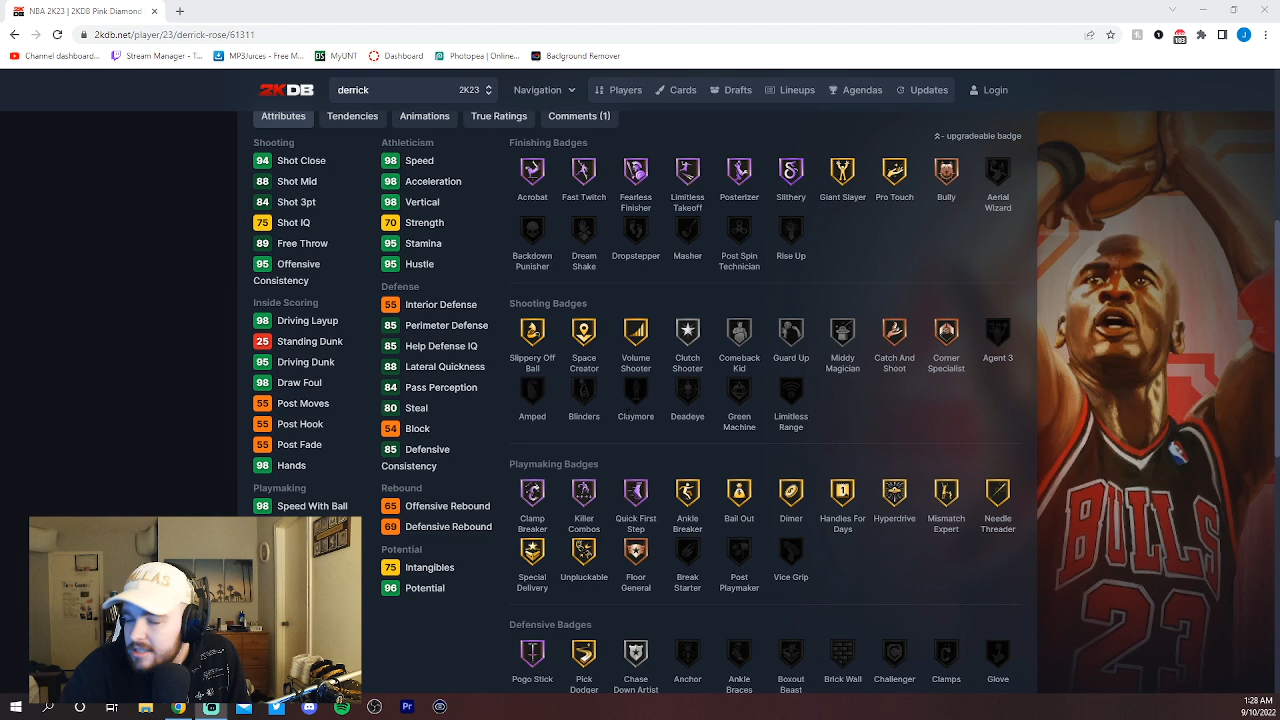 NBA 2K23 | 2KDB Pink Diamond
2kdb.net/player/23/derrick-rose/61311
103
J
Channel dashboard...
Stream Manager - T...
MP3Juices - Free M...
MyUNT
Dashboard
Photopea | Online...
Background Remover
2KDB
derrick
2K23
Navigation
Players
Cards
Drafts
Lineups
Agendas
Updates
Login
Attributes
Tendencies
Animations
True Ratings
Comments (1)
- upgradeable badge
Shooting
94 Shot Close
88 Shot Mid
84 Shot 3pt
75 Shot IQ
89 Free Throw
95 Offensive
Consistency
Inside Scoring
98 Driving Layup
25 Standing Dunk
95 Driving Dunk
98 Draw Foul
55 Post Moves
55 Post Hook
55 Post Fade
98 Hands
Playmaking
98 Speed With Ball
Athleticism
98 Speed
98 Acceleration
98 Vertical
70 Strength
95 Stamina
95 Hustle
Defense
55 Interior Defense
85 Perimeter Defense
85 Help Defense IQ
88 Lateral Quickness
84 Pass Perception
80 Steal
54 Block
85 Defensive
Consistency
Rebound
65 Offensive Rebound
69 Defensive Rebound
Potential
75 Intangibles
96 Potential
Finishing Badges
Acrobat
Fast Twitch
Fearless
Finisher
Limitless
Takeoff
Posterizer
Slithery
Giant Slayer
Pro Touch
Bully
Aerial
Wizard
Backdown
Punisher
Dream
Shake
Dropstepper
Masher
Post Spin
Technician
Rise Up
Shooting Badges
Slippery Off
Ball
Space
Creator
Volume
Shooter
Clutch
Shooter
Comeback
Kid
Guard Up
Middy
Magician
Catch And
Shoot
Corner
Specialist
Agent 3
Amped
Blinders
Claymore
Deadeye
Green
Machine
Limitless
Range
Playmaking Badges
Clamp
Breaker
Killer
Combos
Quick First
Step
Ankle
Breaker
Bail Out
Dimer
Handles For
Days
Hyperdrive
Mismatch
Expert
Needle
Threader
Special
Delivery
Unpluckable
Floor
General
Break
Starter
Post
Playmaker
Vice Grip
Defensive Badges
Pogo Stick
Pick
Dodger
Chase
Down Artist
Anchor
Ankle
Braces
Boxout
Beast
Brick Wall
Challenger
Clamps
Glove
BULLS
23
DALLAS
Pr
1:28 AM
9/10/2022